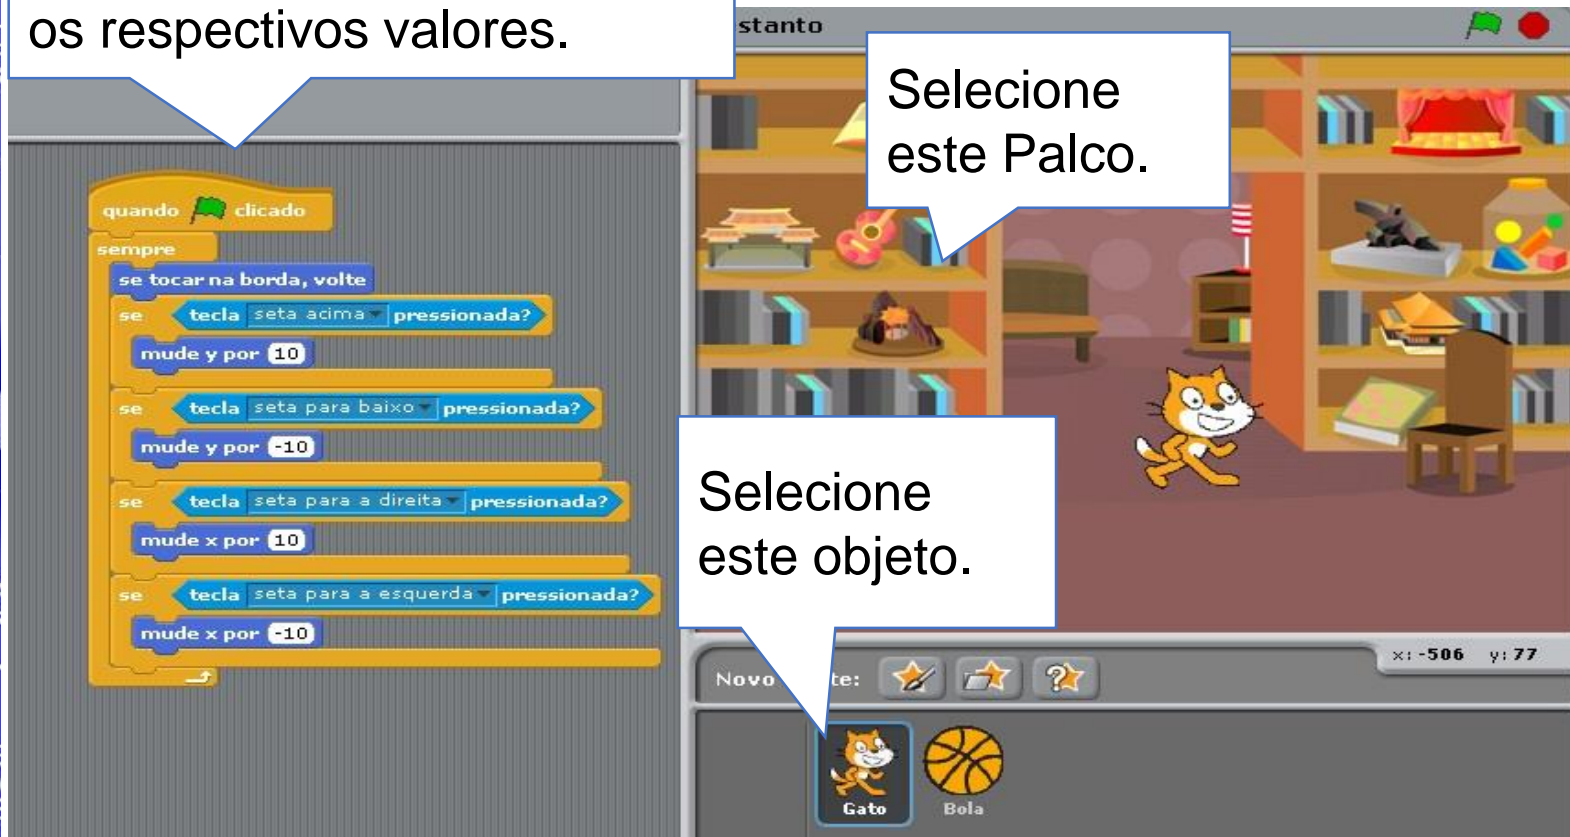 os respectivos valores.
stanto
Selecione
este Palco.
quando clicado
sempre
se tocar na borda, volte
se tecla seta acima pressionada?
mude y por 10
se tecla seta para baixo pressionada?
mude y por -10
se tecla seta para a direita pressionada?
mude x por 10
se tecla seta para a esquerda pressionada?
mude x por -10
Selecione
este objeto.
x: -506 y: 77
Novo te:
Gato
Bola